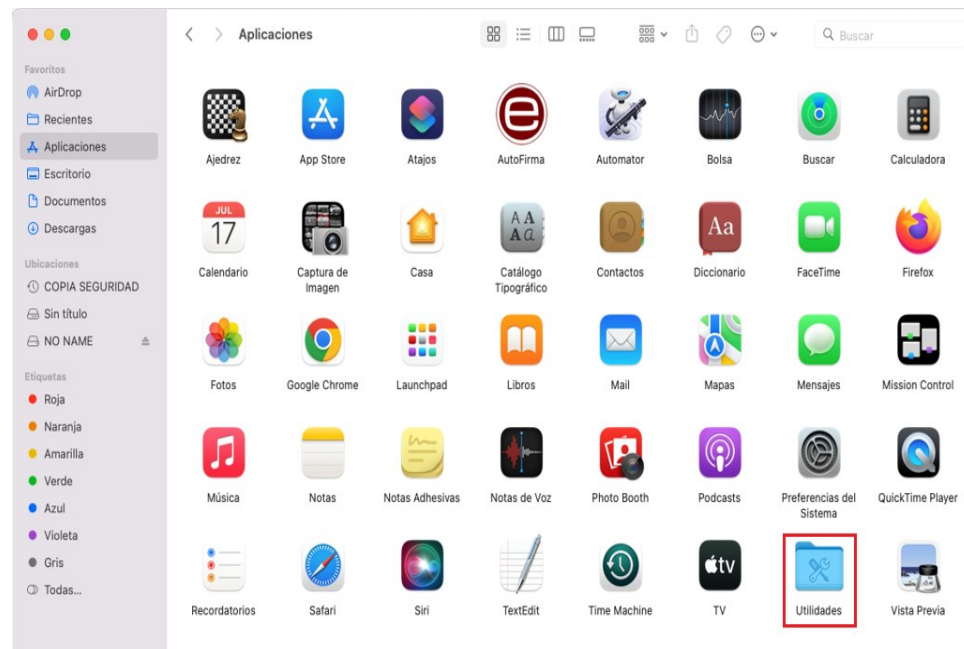 Aplicaciones
Buscar
Favoritos
AirDrop
Recientes
Aplicaciones
Escritorio
Documentos
Descargas
Ubicaciones
COPIA SEGURIDAD
Sin título
NO NAME
Etiquetas
Roja
Naranja
Amarilla
Verde
Azul
Violeta
Gris
Todas...
Ajedrez
App Store
Atajos
AutoFirma
Automator
Bolsa
Buscar
Calculadora
JUL
17
Calendario
Captura de
Imagen
Casa
A A
A a
Catálogo
Tipográfico
Contactos
Aa
Diccionario
FaceTime
Firefox
Fotos
Google Chrome
Launchpad
Libros
Mail
Mapas
Mensajes
Mission Control
Música
Notas
Notas Adhesivas
Notas de Voz
Photo Booth
Podcasts
Preferencias del
Sistema
QuickTime Player
Recordatorios
Safari
Siri
TextEdit
Time Machine
tv
TV
Utilidades
Vista Previa